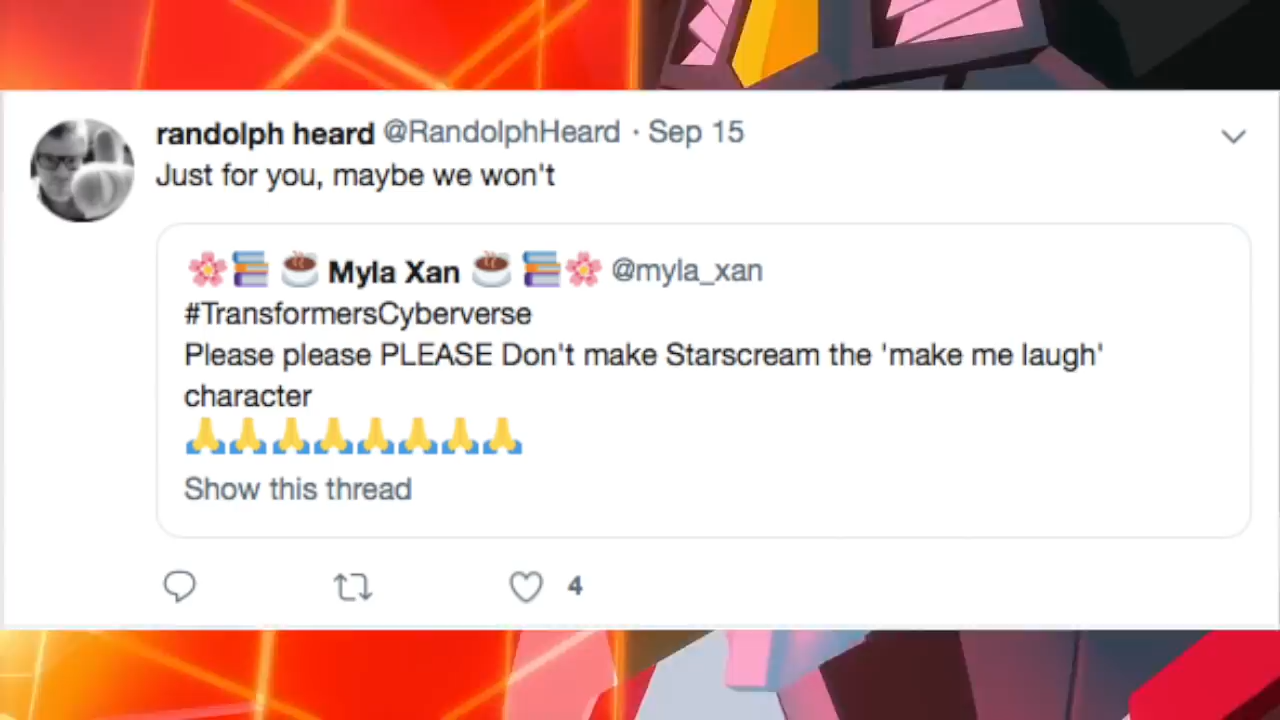 randolph heard @RandolphHeard · Sep 15
Just for you, maybe we won't
🌸📚 ☕ Myla Xan ☕ 📚🌸 @myla_xan
#TransformersCyberverse
Please please PLEASE Don't make Starscream the 'make me laugh'
character
🙏🙏🙏🙏🙏🙏🙏🙏
Show this thread
4